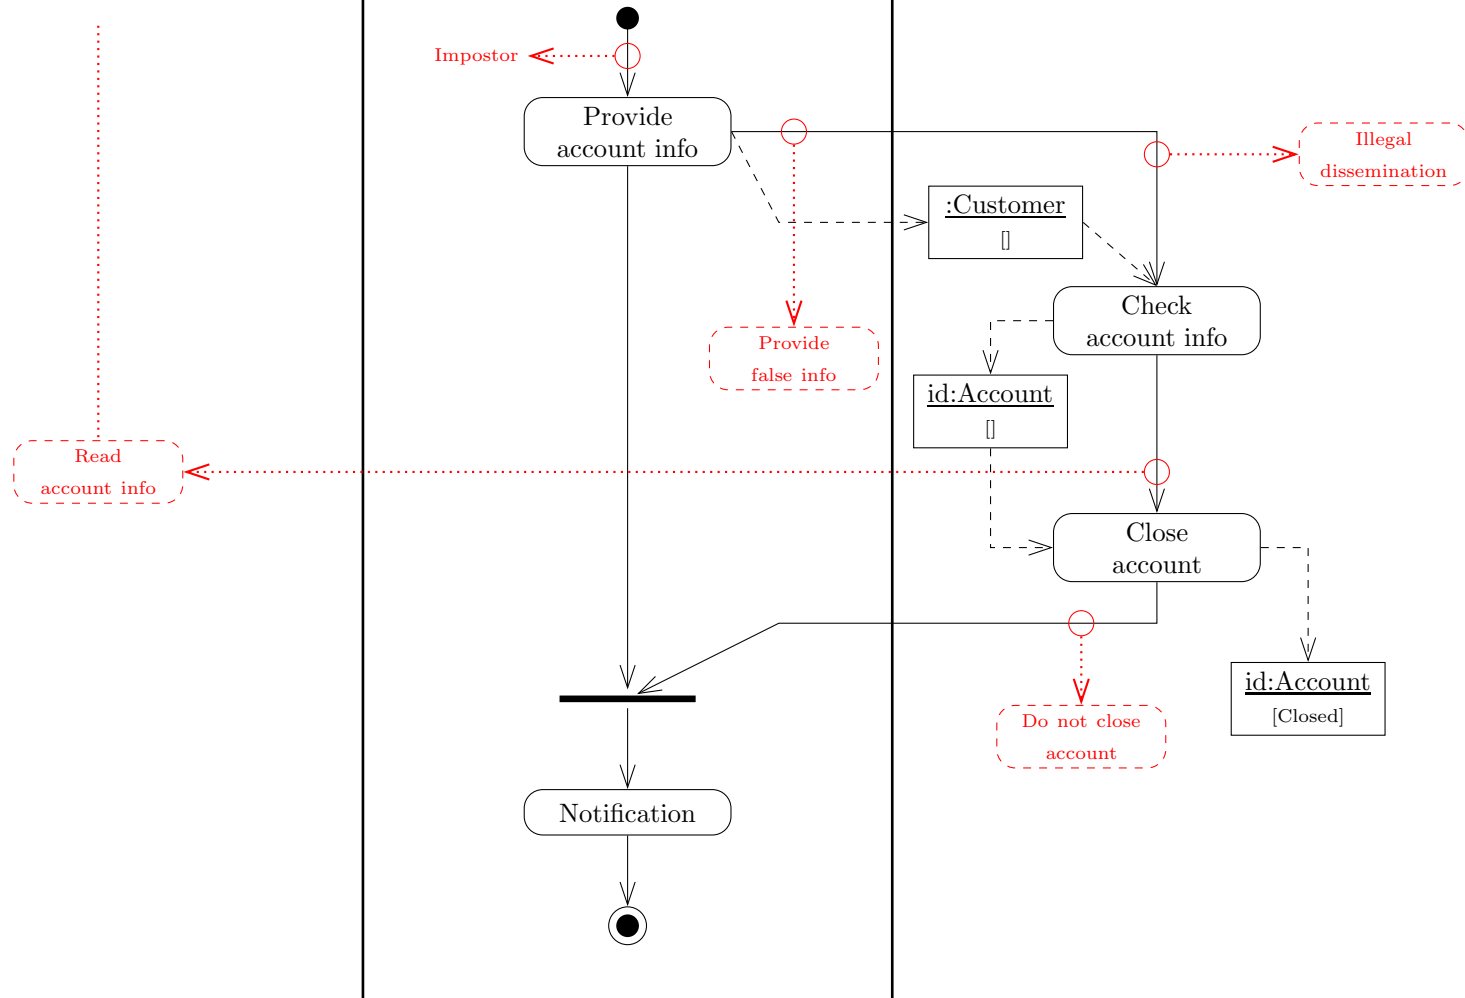 Impostor
Provide
account info
Illegal
dissemination
:Customer
[]
Check
account info
Provide
false info
id:Account
[]
Read
account info
Close
account
id:Account
[Closed]
Do not close
account
Notification